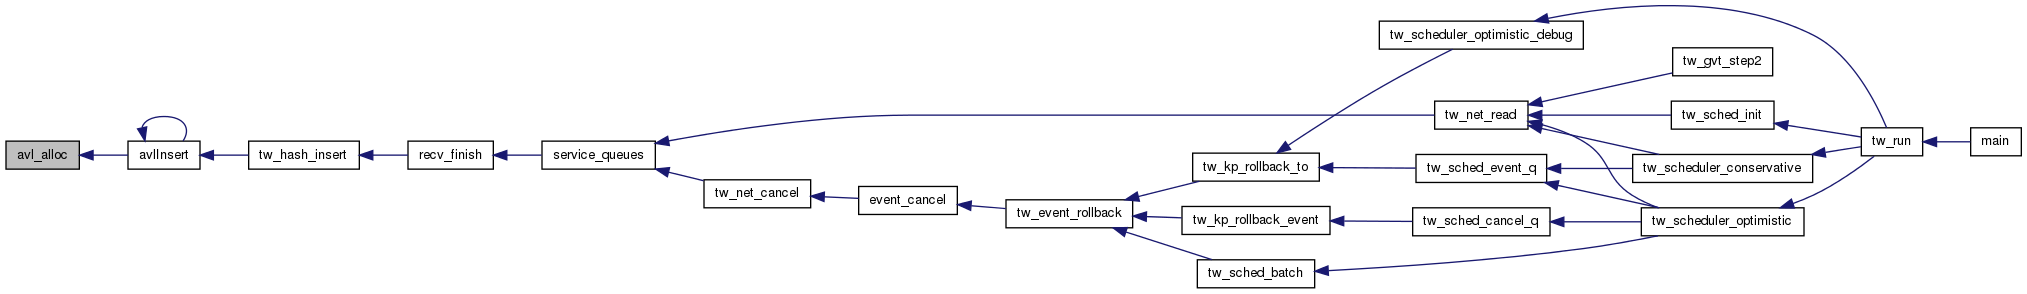 avl_alloc
avlInsert
tw_hash_insert
recv_finish
service_queues
tw_net_cancel
event_cancel
tw_event_rollback
tw_kp_rollback_to
tw_kp_rollback_event
tw_sched_batch
tw_scheduler_optimistic_debug
tw_net_read
tw_sched_event_q
tw_sched_cancel_q
tw_gvt_step2
tw_sched_init
tw_scheduler_conservative
tw_scheduler_optimistic
tw_run
main